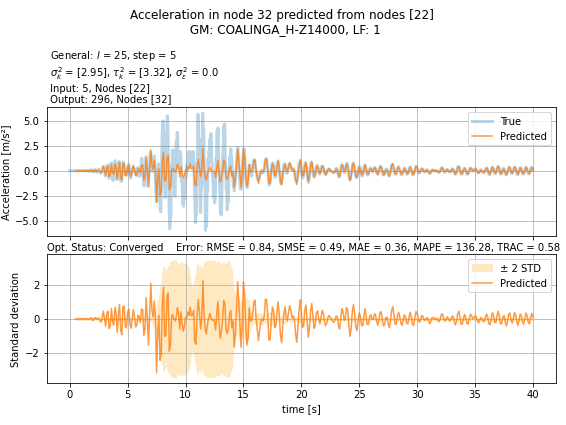 Acceleration in node 32 predicted from nodes [22]
GM: COALINGA_H-Z14000, LF: 1
General: l = 25, step = 5
σ²ₖ = [2.95], τ²ₖ = [3.32], σ²ε = 0.0
Input: 5, Nodes [22]
Output: 296, Nodes [32]
Acceleration [m/s²]
5.0
2.5
0.0
−2.5
−5.0
True
Predicted
Opt. Status: Converged Error: RMSE = 0.84, SMSE = 0.49, MAE = 0.36, MAPE = 136.28, TRAC = 0.58
Standard deviation
2
0
−2
± 2 STD
Predicted
0 5 10 15 20 25 30 35 40
time [s]